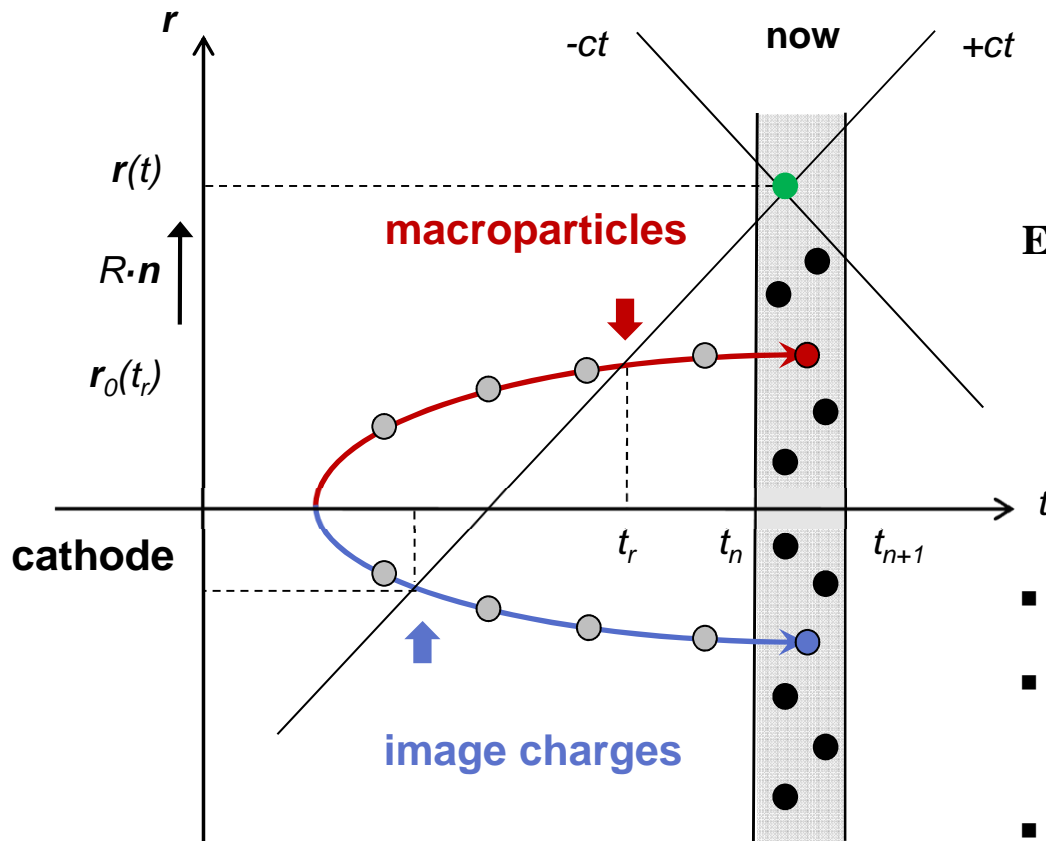 r
-ct
now
+ct
r(t)
macroparticles
E
R·n
r₀(tᵣ)
t
cathode
tᵣ
tₙ
tₙ₊₁
image charges